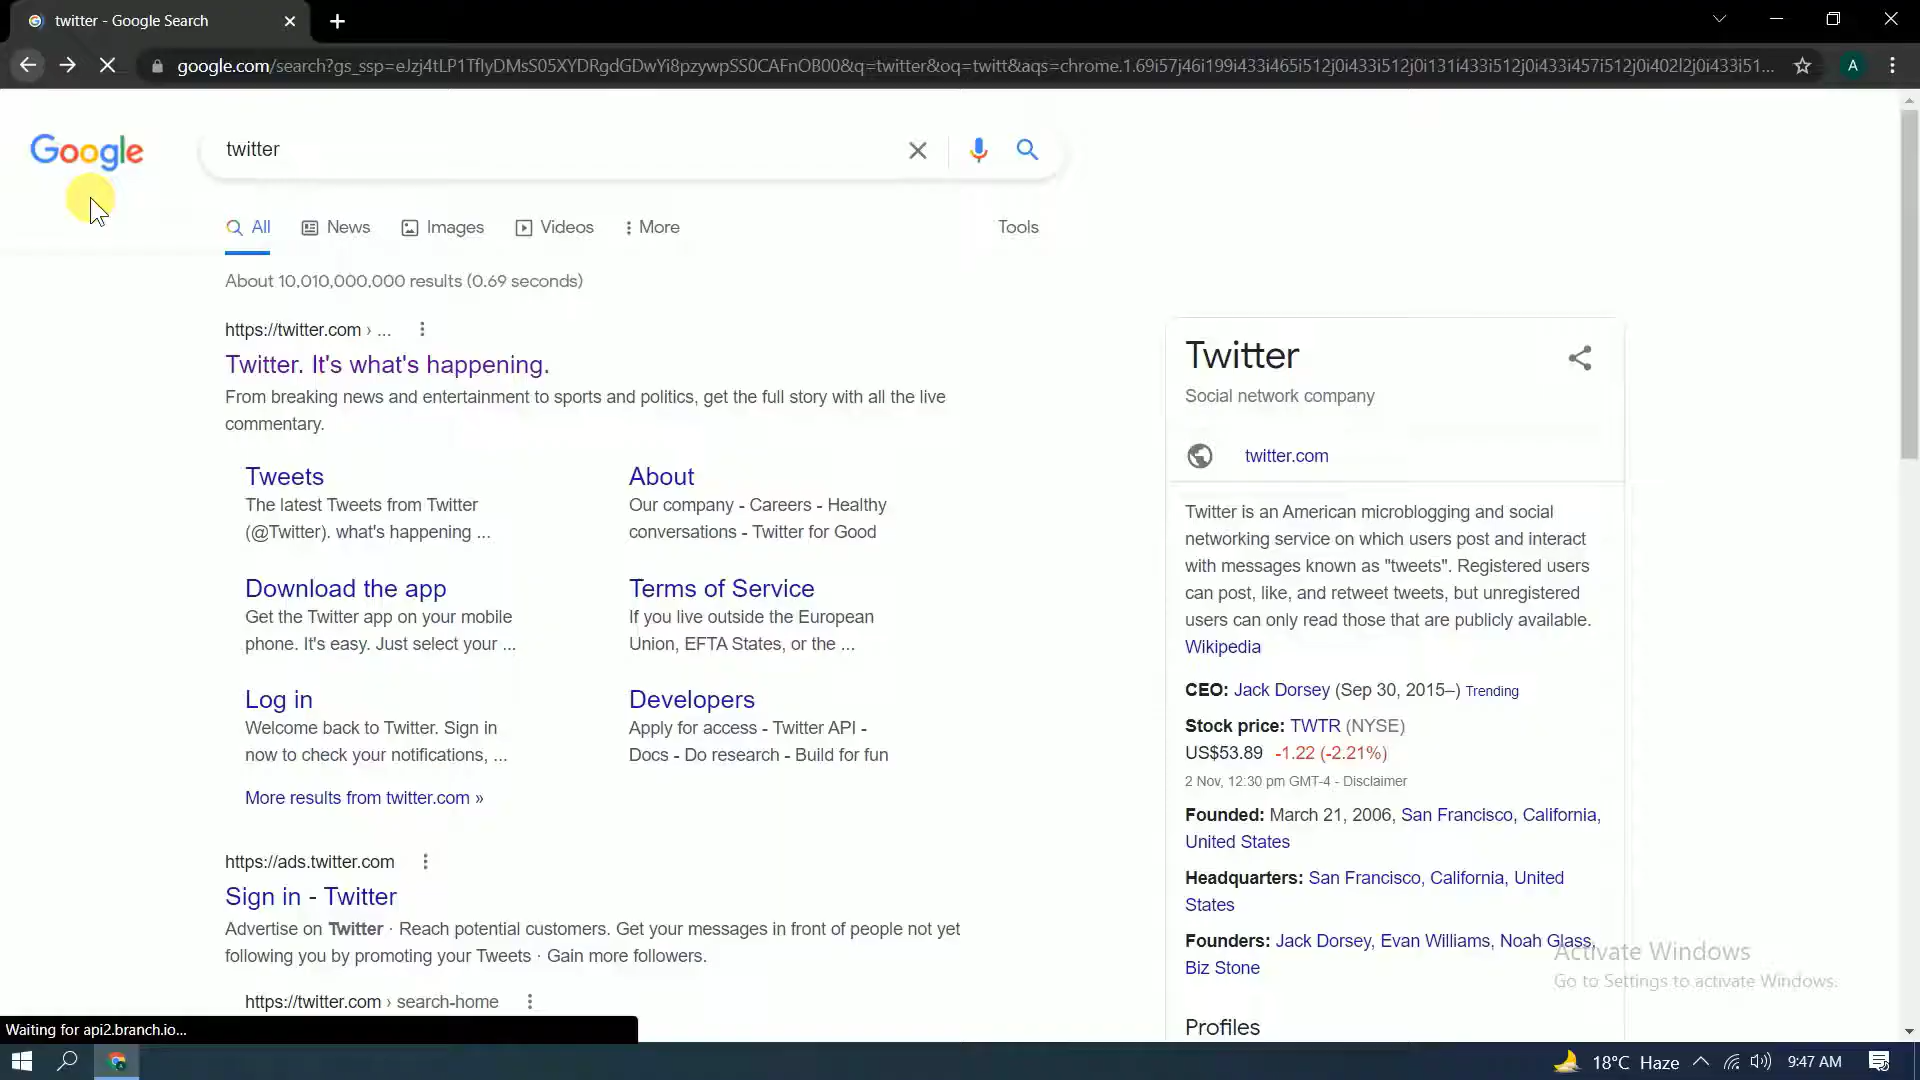 twitter - Google Search
google.com/search?gs_ssp=eJzj4tLP1TflyDMsS05XYDRgdGDwYi8pzywpSS0CAFnOB00&q=twitter&oq=twitt&aqs=chrome.1.69i57j46i199i433i465i512j0i433i512j0i131i433i512j0i433i457i512j0i402l2j0i433i51...
A
Google
twitter
All
News
Images
Videos
More
Tools
About 10,010,000,000 results (0.69 seconds)
https://twitter.com › ...
Twitter. It's what's happening.
From breaking news and entertainment to sports and politics, get the full story with all the live
commentary.
Tweets
The latest Tweets from Twitter
(@Twitter). what's happening ...
About
Our company - Careers - Healthy
conversations - Twitter for Good
Download the app
Get the Twitter app on your mobile
phone. It's easy. Just select your ...
Terms of Service
If you live outside the European
Union, EFTA States, or the ...
Log in
Welcome back to Twitter. Sign in
now to check your notifications, ...
Developers
Apply for access - Twitter API -
Docs - Do research - Build for fun
More results from twitter.com »
https://ads.twitter.com
Sign in - Twitter
Advertise on Twitter · Reach potential customers. Get your messages in front of people not yet
following you by promoting your Tweets · Gain more followers.
https://twitter.com › search-home
Twitter
Social network company
twitter.com
Twitter is an American microblogging and social
networking service on which users post and interact
with messages known as "tweets". Registered users
can post, like, and retweet tweets, but unregistered
users can only read those that are publicly available.
Wikipedia
CEO: Jack Dorsey (Sep 30, 2015–) Trending
Stock price: TWTR (NYSE)
US$53.89 -1.22 (-2.21%)
2 Nov, 12:30 pm GMT-4 - Disclaimer
Founded: March 21, 2006, San Francisco, California,
United States
Headquarters: San Francisco, California, United
States
Founders: Jack Dorsey, Evan Williams, Noah Glass,
Biz Stone
Profiles
Activate Windows
Go to Settings to activate Windows.
Waiting for api2.branch.io...
18°C Haze
9:47 AM